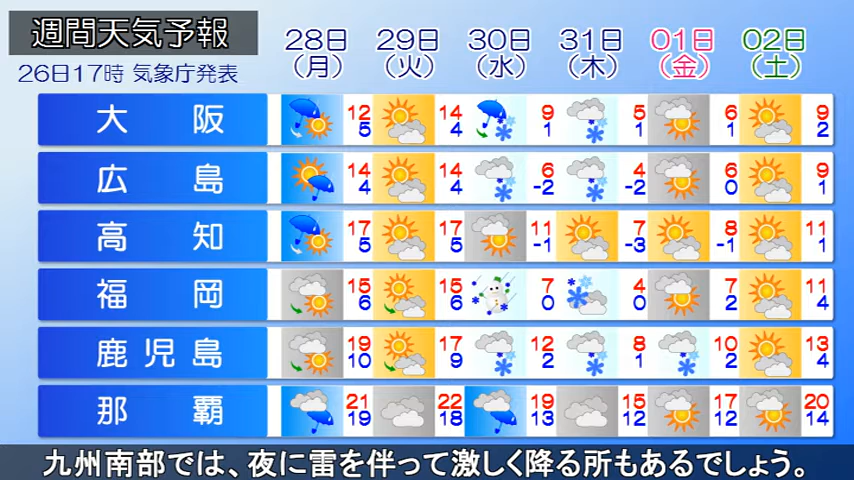 週間天気予報
26日17時 気象庁発表
28日 29日 30日 31日 01日 02日
(月) (火) (水) (木) (金) (土)
大阪 12 14 9 5 6 9
5 4 1 1 1 2
広島 14 14 6 4 6 9
4 4 -2 -2 0 1
高知 17 17 11 7 8 11
5 5 -1 -3 -1 1
福岡 15 15 7 4 7 11
6 6 0 0 2 4
鹿児島 19 17 12 8 10 13
10 9 2 1 2 4
那覇 21 22 19 15 17 20
19 18 13 12 12 14
九州南部では、夜に雷を伴って激しく降る所もあるでしょう。